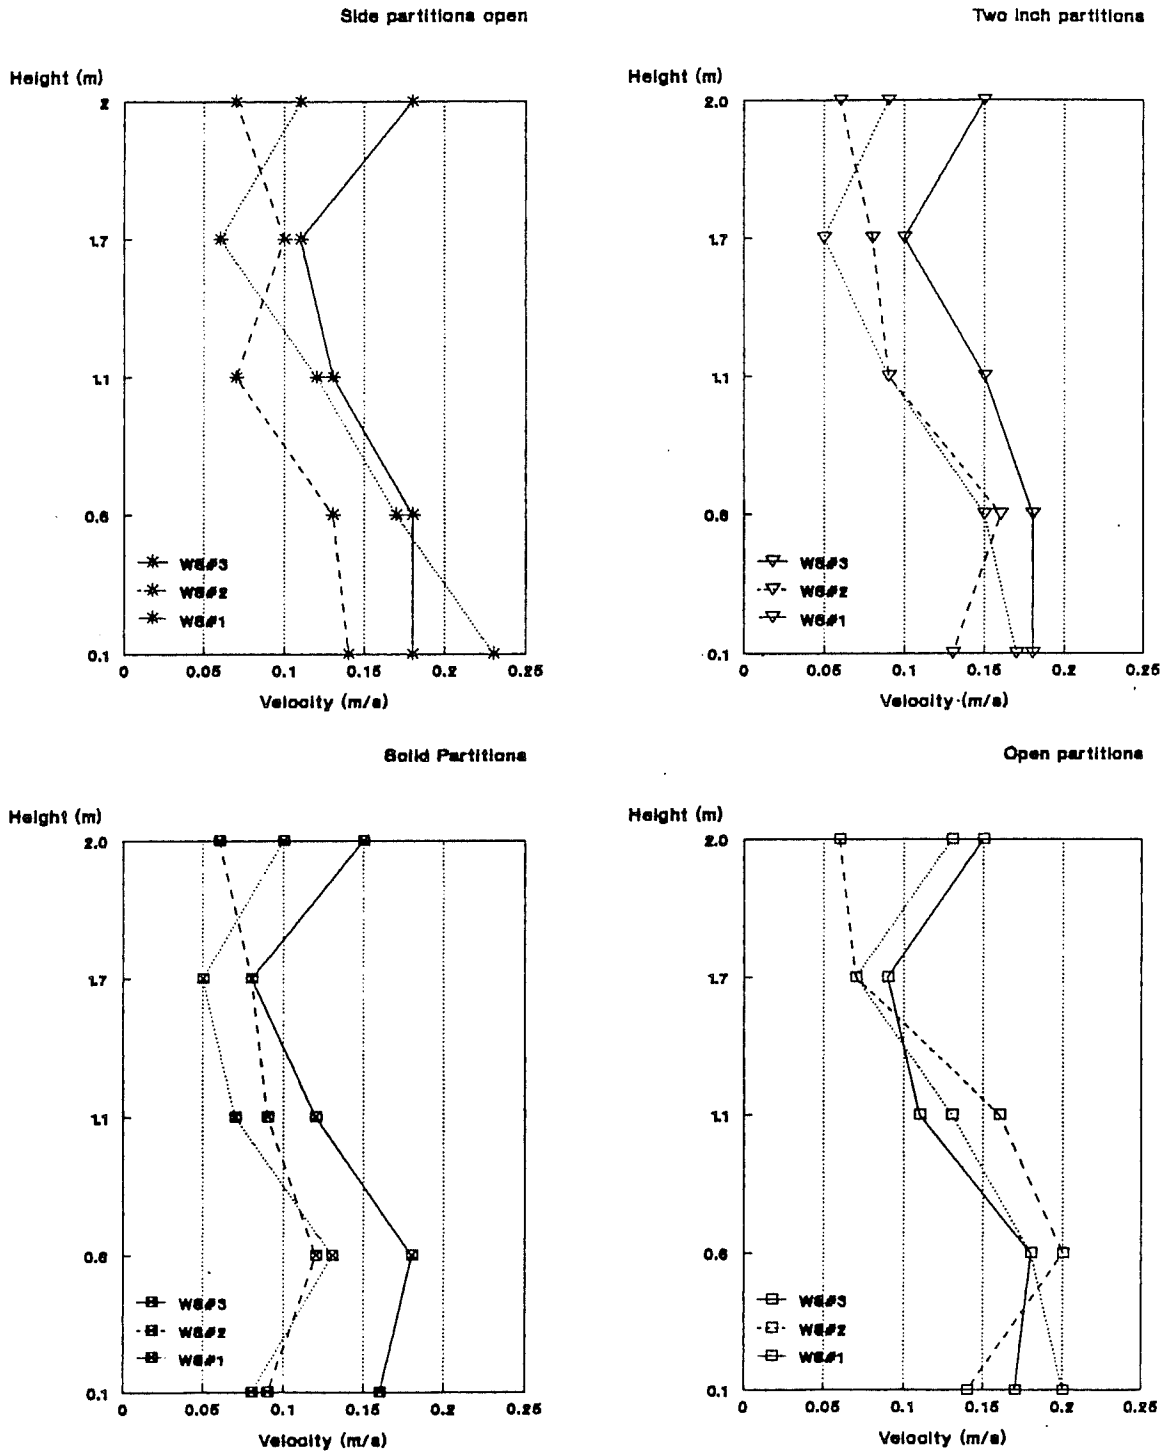 Side partitions open
Height (m)
2
1.7
1.1
0.6
0.1
WS#3
WS#2
WS#1
0 0.05 0.1 0.15 0.2 0.25
Velocity (m/s)
Two inch partitions
Height (m)
2.0
1.7
1.1
0.6
0.1
WS#3
WS#2
WS#1
0 0.05 0.1 0.15 0.2 0.25
Velocity (m/s)
Solid Partitions
Height (m)
2.0
1.7
1.1
0.6
0.1
WS#3
WS#2
WS#1
0 0.05 0.1 0.15 0.2 0.25
Velocity (m/s)
Open partitions
Height (m)
2.0
1.7
1.1
0.6
0.1
WS#3
WS#2
WS#1
0 0.05 0.1 0.15 0.2 0.25
Velocity (m/s)